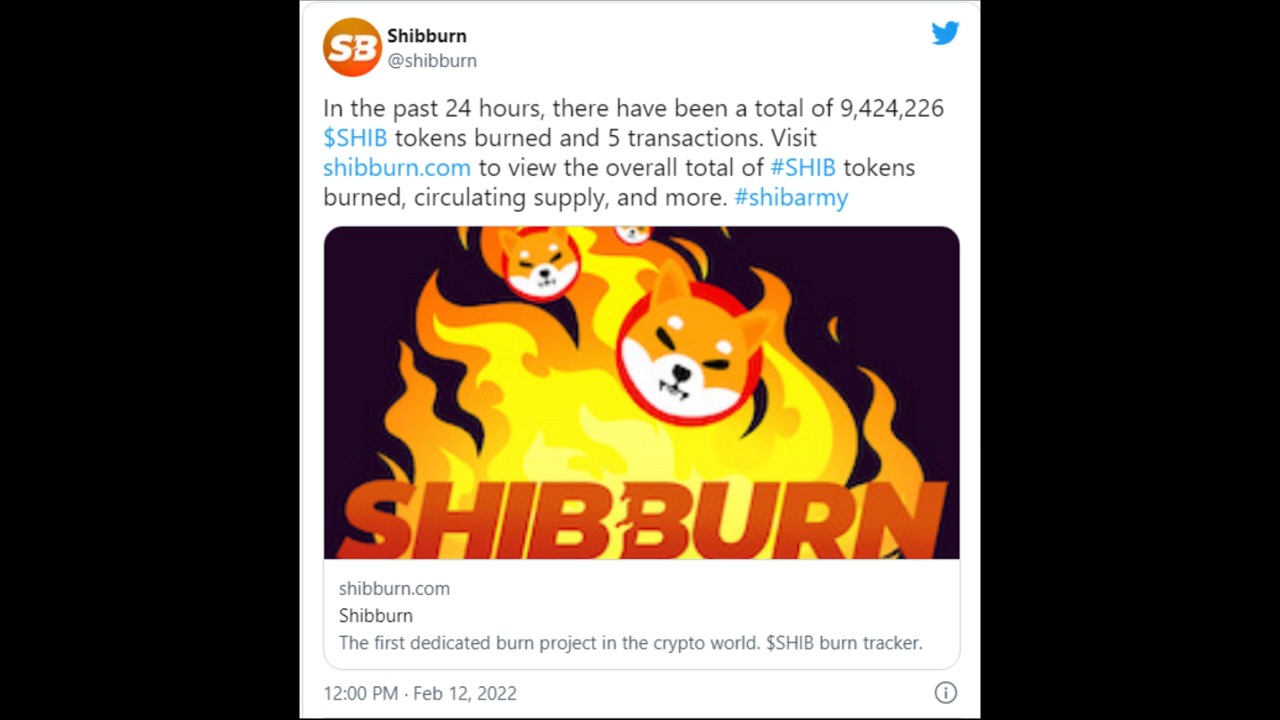 SB
Shibburn
@shibburn
In the past 24 hours, there have been a total of 9,424,226
$SHIB tokens burned and 5 transactions. Visit
shibburn.com to view the overall total of #SHIB tokens
burned, circulating supply, and more. #shibarmy
SHIBBURN
shibburn.com
Shibburn
The first dedicated burn project in the crypto world. $SHIB burn tracker.
12:00 PM · Feb 12, 2022